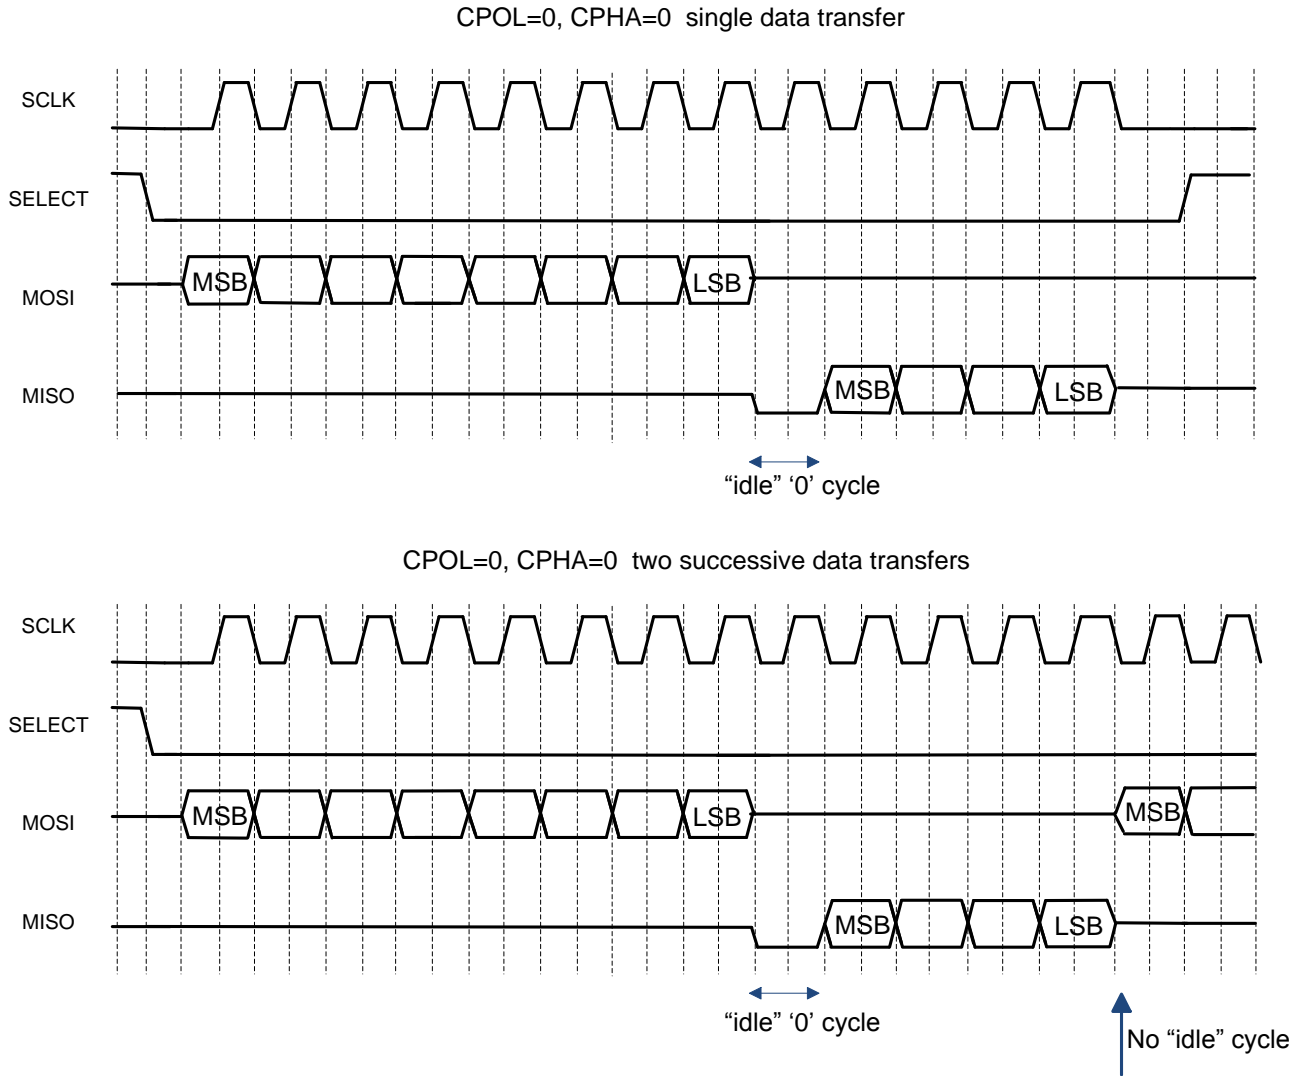 CPOL=0, CPHA=0 single data transfer
SCLK
SELECT
MOSI
MSB
LSB
MISO
MSB
LSB
“idle” ‘0’ cycle
CPOL=0, CPHA=0 two successive data transfers
SCLK
SELECT
MOSI
MSB
LSB
MSB
MISO
MSB
LSB
“idle” ‘0’ cycle
No “idle” cycle